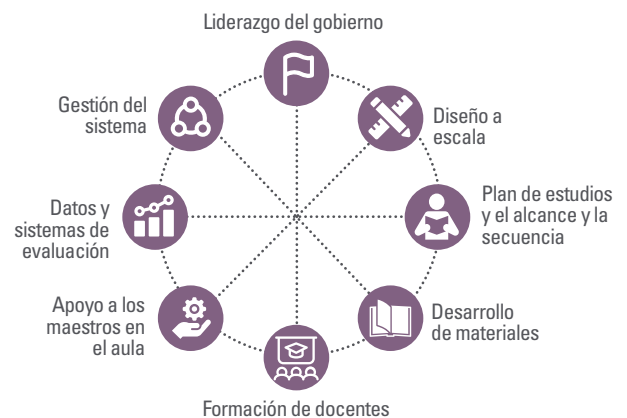 Liderazgo del gobierno
Diseño a
escala
Plan de estudios
y el alcance y la
secuencia
Desarrollo
de materiales
Formación de docentes
Apoyo a los
maestros en
el aula
Datos y
sistemas de
evaluación
Gestión del
sistema